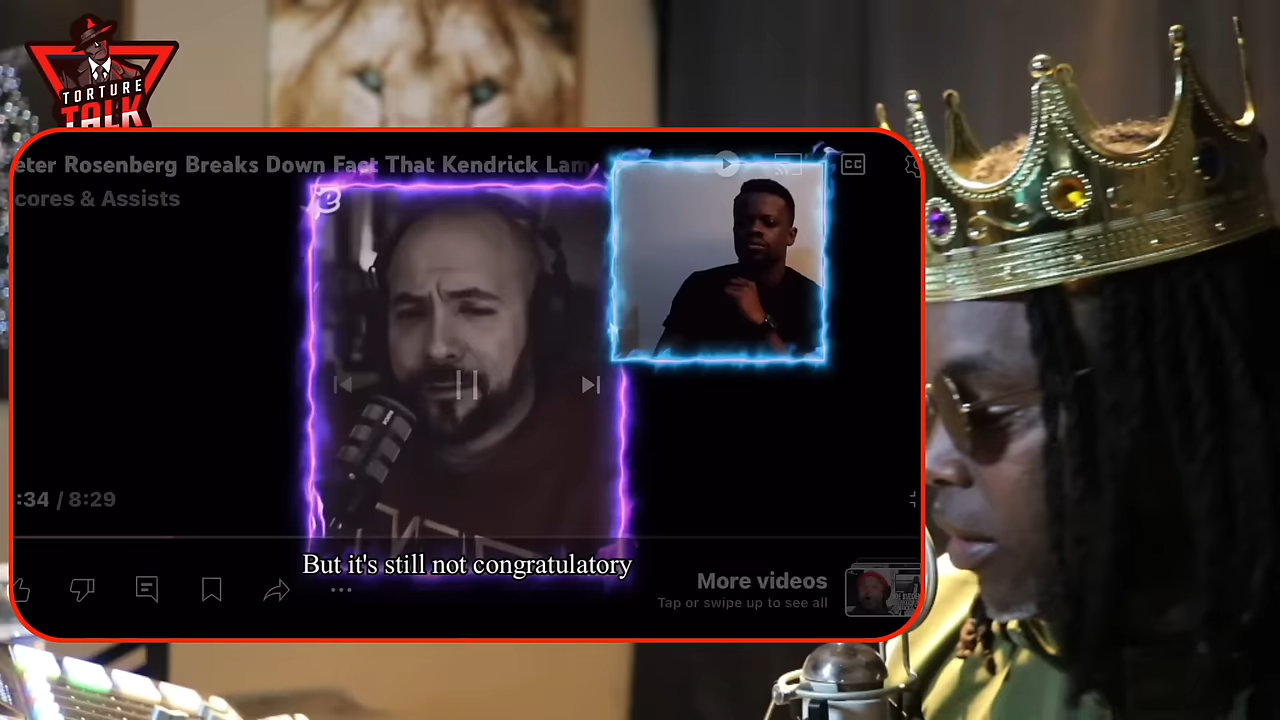 TORTURE
TALK
eter Rosenberg Breaks Down Fact That Kendrick Lam
cores & Assists
CC
:34 / 8:29
But it's still not congratulatory
More videos
Tap or swipe up to see all